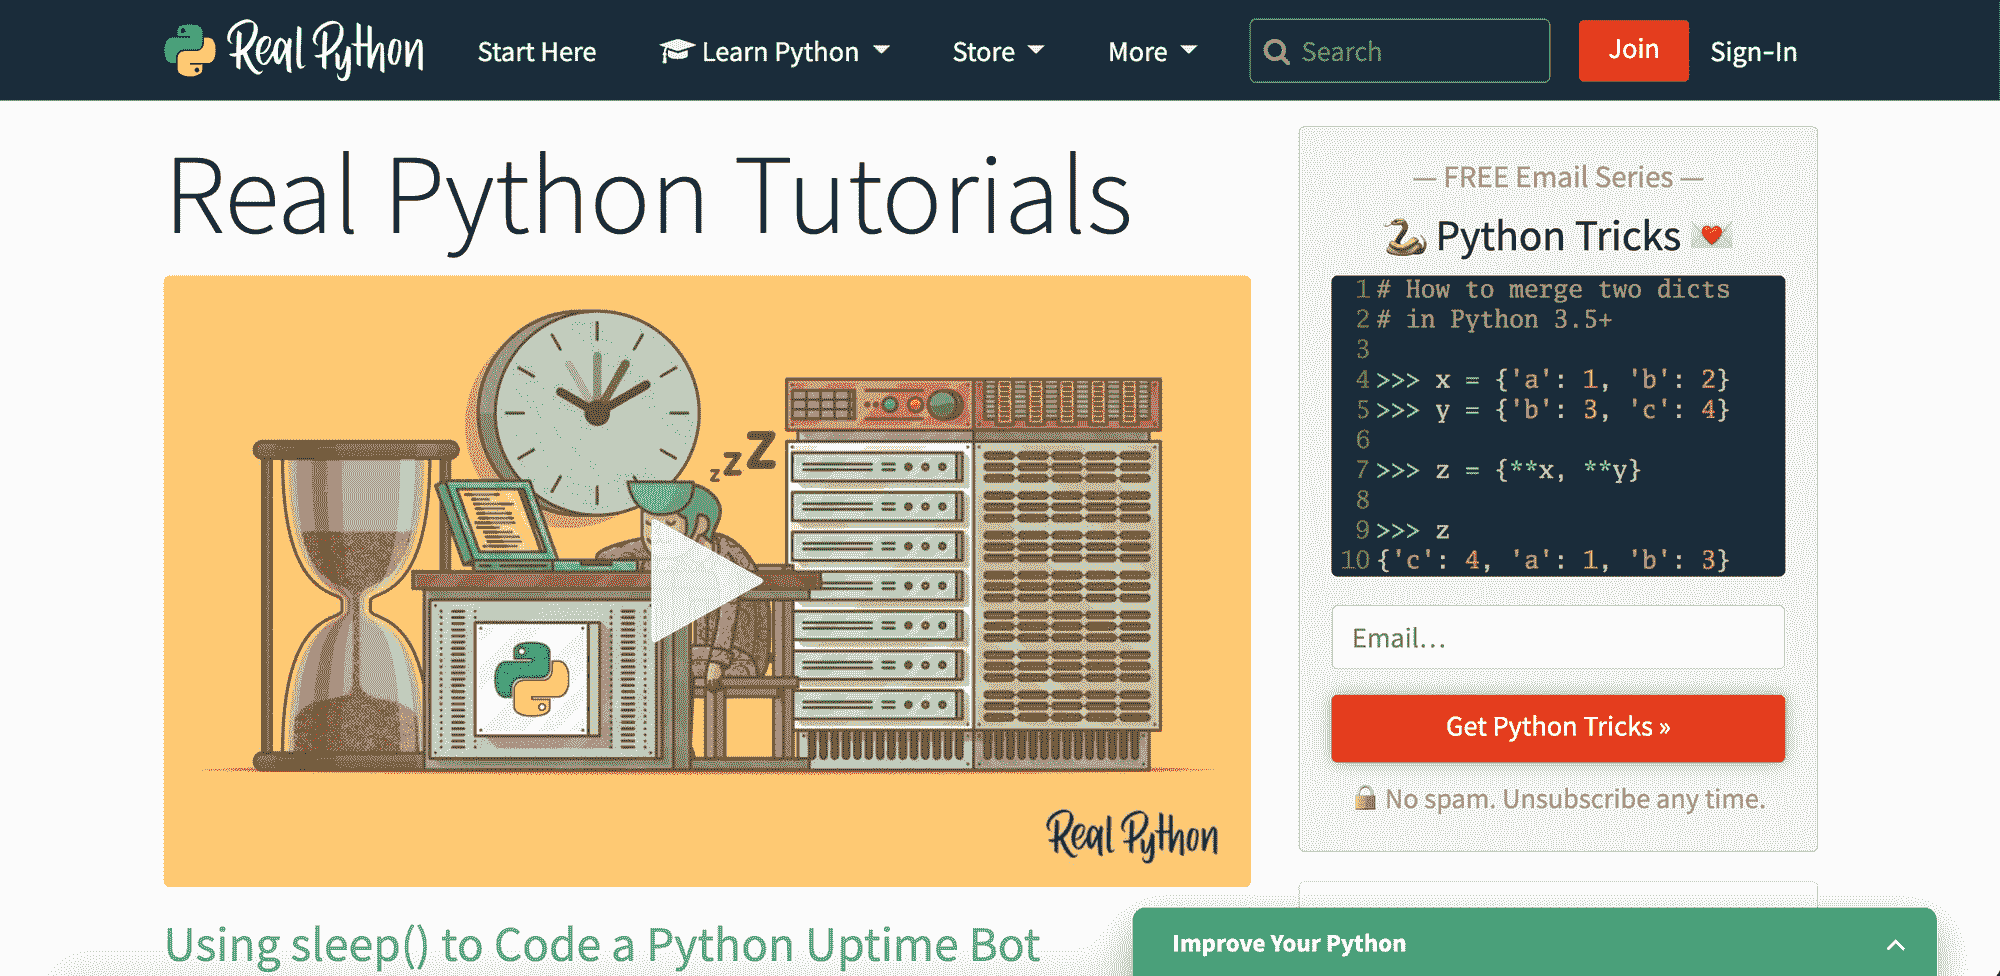 Real Python
Start Here
Learn Python
Store
More
Search
Join
Sign-In
Real Python Tutorials
z z Z
Real Python
Using sleep() to Code a Python Uptime Bot
— FREE Email Series —
Python Tricks
1 # How to merge two dicts
2 # in Python 3.5+
3
4 >>> x = {'a': 1, 'b': 2}
5 >>> y = {'b': 3, 'c': 4}
6
7 >>> z = {**x, **y}
8
9 >>> z
10 {'c': 4, 'a': 1, 'b': 3}
Email…
Get Python Tricks »
No spam. Unsubscribe any time.
Improve Your Python